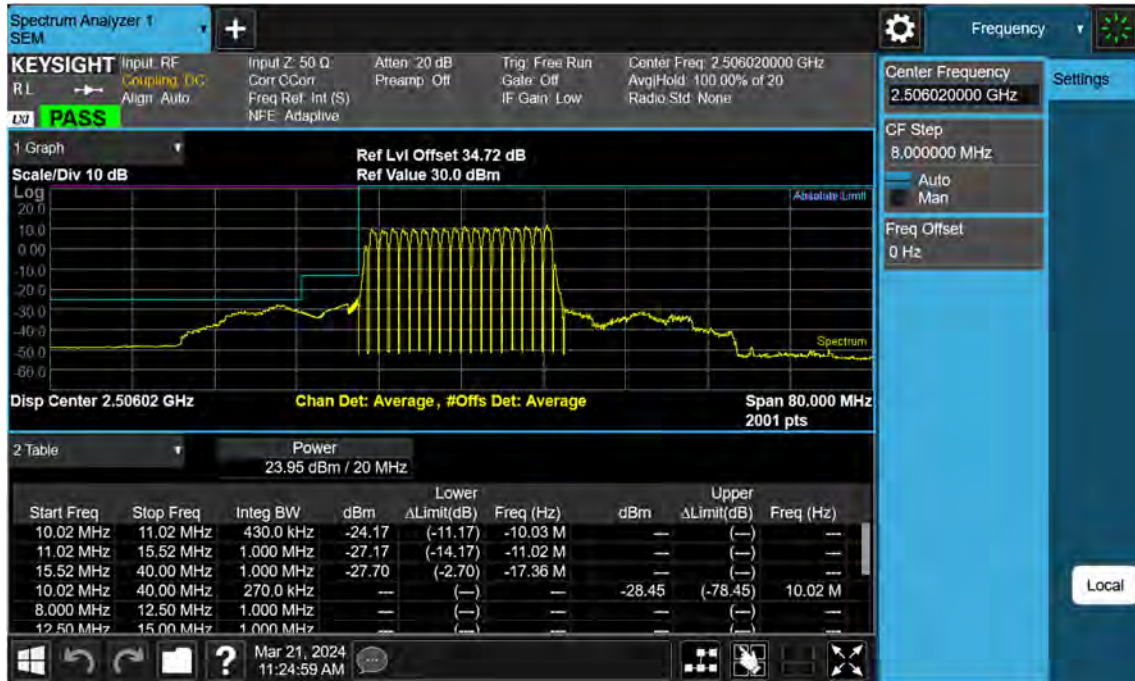 Spectrum Analyzer 1
SEM
+
Frequency
KEYSIGHT
RL
LXI
PASS
Input: RF
Coupling: DC
Align: Auto
Input Z: 50 Ω
Corr CCorr
Freq Ref: Int (S)
NFE: Adaptive
Atten: 20 dB
Preamp: Off
Trig: Free Run
Gate: Off
IF Gain: Low
Center Freq: 2.506020000 GHz
Avg|Hold: 100.00% of 20
Radio Std: None
Center Frequency
2.506020000 GHz
Settings
CF Step
8.000000 MHz
Auto
Man
Freq Offset
0 Hz
Local
1 Graph
Scale/Div 10 dB
Ref Lvl Offset 34.72 dB
Ref Value 30.0 dBm
Log
Absolute Limit
20.0
10.0
0.00
-10.0
-20.0
-30.0
-40.0
-50.0
-60.0
Spectrum
Disp Center 2.50602 GHz
Chan Det: Average, #Offs Det: Average
Span 80.000 MHz
2001 pts
2 Table
Power
23.95 dBm / 20 MHz
Lower Upper
Start Freq Stop Freq Integ BW dBm ΔLimit(dB) Freq (Hz) dBm ΔLimit(dB) Freq (Hz)
10.02 MHz 11.02 MHz 430.0 kHz -24.17 (-11.17) -10.03 M --- (---) ---
11.02 MHz 15.52 MHz 1.000 MHz -27.17 (-14.17) -11.02 M --- (---) ---
15.52 MHz 40.00 MHz 1.000 MHz -27.70 (-2.70) -17.36 M --- (---) ---
10.02 MHz 40.00 MHz 270.0 kHz --- (---) --- -28.45 (-78.45) 10.02 M
8.000 MHz 12.50 MHz 1.000 MHz --- (---) --- --- (---) ---
12.50 MHz 15.00 MHz 1.000 MHz --- (---) --- --- (---) ---
?
Mar 21, 2024
11:24:59 AM